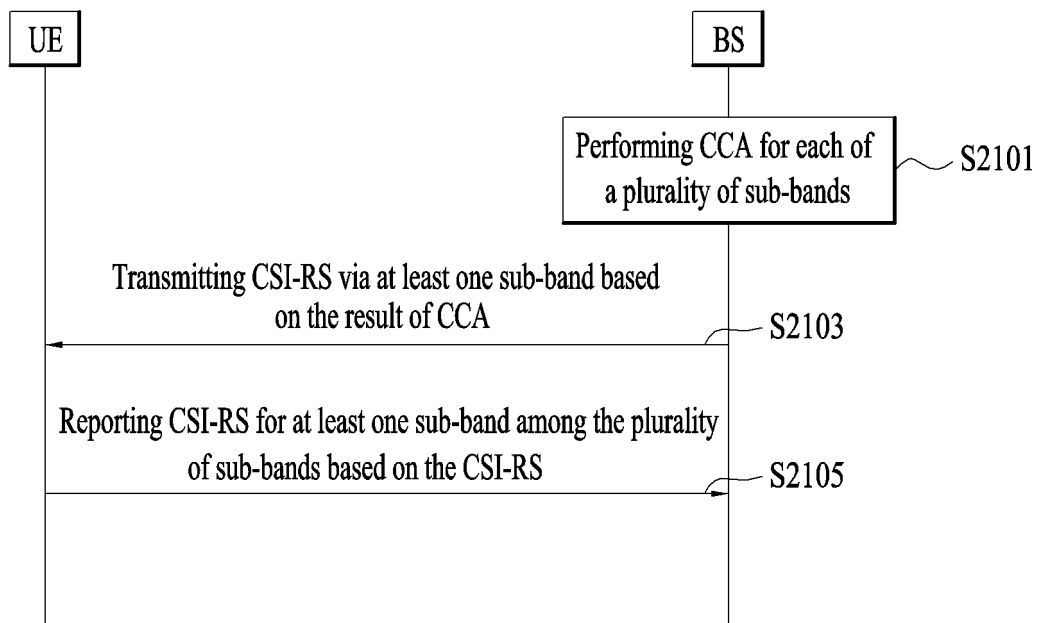 UE
BS
Performing CCA for each of
a plurality of sub-bands
S2101
Transmitting CSI-RS via at least one sub-band based
on the result of CCA
S2103
Reporting CSI-RS for at least one sub-band among the plurality
of sub-bands based on the CSI-RS
S2105